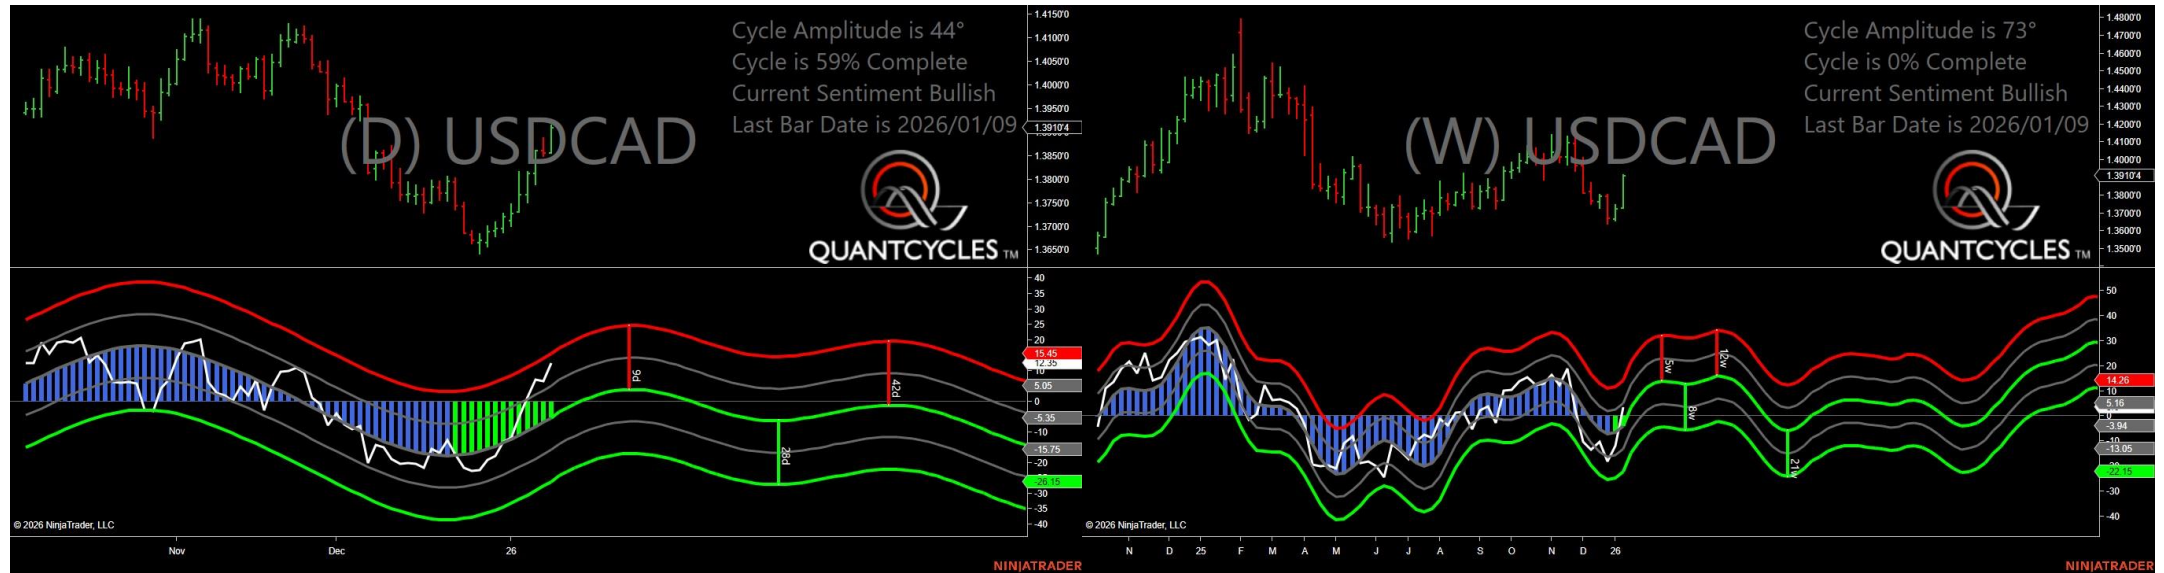 Cycle Amplitude is 44°
Cycle is 59% Complete
Current Sentiment Bullish
Last Bar Date is 2026/01/09
(D) USDCAD
QUANTCYCLES TM
1.4150'0
1.4100'0
1.4050'0
1.4000'0
1.3950'0
1.3910'4
1.3850'0
1.3800'0
1.3750'0
1.3700'0
1.3650'0
40
35
30
25
20
15.45
12.35
10
5.05
0
-5.35
-10
-15.75
-20
-26.15
-30
-35
-40
9d
28d
42d
© 2026 NinjaTrader, LLC
Nov
Dec
26
NINJATRADER
Cycle Amplitude is 73°
Cycle is 0% Complete
Current Sentiment Bullish
Last Bar Date is 2026/01/09
(W) USDCAD
QUANTCYCLES TM
1.4800'0
1.4700'0
1.4600'0
1.4500'0
1.4400'0
1.4300'0
1.4200'0
1.4100'0
1.4000'0
1.3910'4
1.3800'0
1.3700'0
1.3600'0
1.3500'0
50
40
30
20
14.26
10
5.16
0
-3.94
-10
-13.05
-22.15
-30
-40
5w
8w
12w
21w
© 2026 NinjaTrader, LLC
N D 25 F M A M J J A S O N D 26
NINJATRADER